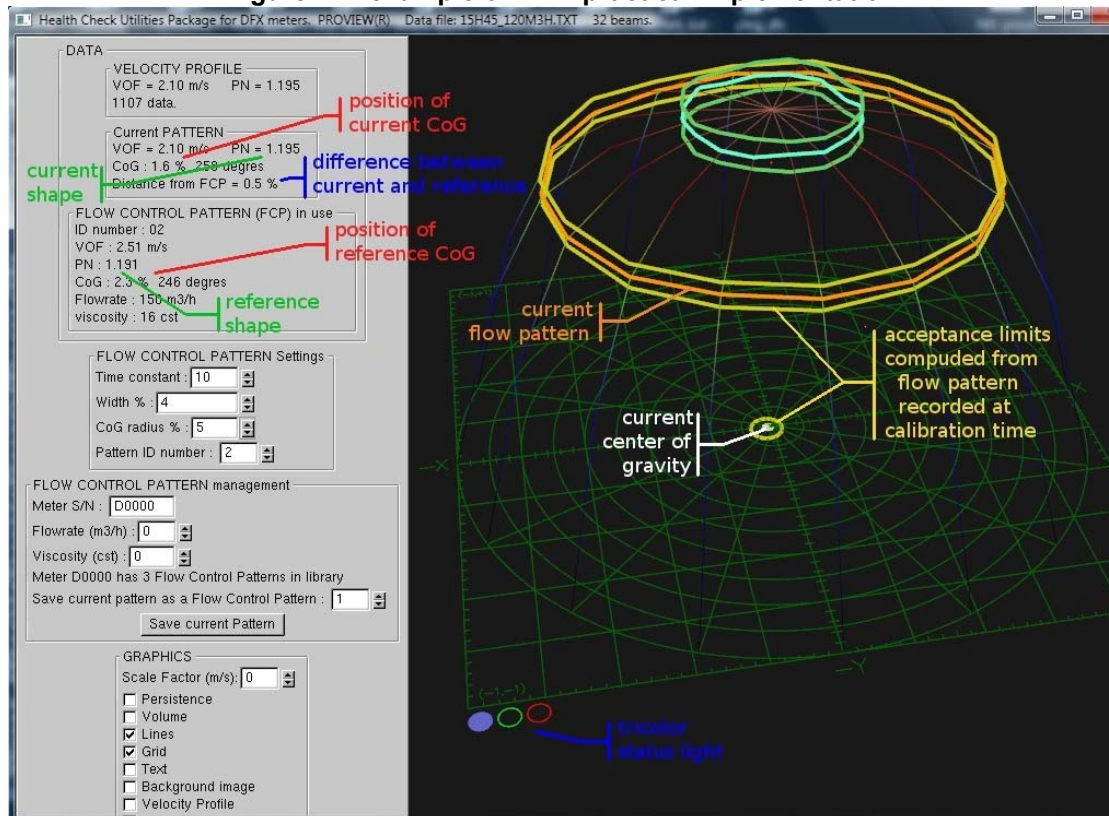 Health Check Utilities Package for DFX meters. PROVIEW(R) Data file: 15H45_120M3H.TXT 32 beams.
DATA
VELOCITY PROFILE
VOF = 2.10 m/s PN = 1.195
1107 data.
Current PATTERN
VOF = 2.10 m/s PN = 1.195
CoG : 1.6 % 258 degres
Distance from FCP = 0.5 %
position of
current CoG
current
shape
difference between
current and reference
FLOW CONTROL PATTERN (FCP) in use
ID number : 02
VOF : 2.51 m/s
PN : 1.191
CoG : 2.3 % 246 degres
Flowrate : 150 m3/h
viscosity : 16 cst
position of
reference CoG
reference
shape
FLOW CONTROL PATTERN Settings
Time constant : 10
Width % : 4
CoG radius % : 5
Pattern ID number : 2
FLOW CONTROL PATTERN management
Meter S/N : D0000
Flowrate (m3/h) : 0
Viscosity (cst) : 0
Meter D0000 has 3 Flow Control Patterns in library
Save current pattern as a Flow Control Pattern : 1
Save current Pattern
GRAPHICS
Scale Factor (m/s): 0
Persistence
Volume
Lines
Grid
Text
Background image
Velocity Profile
current
flow pattern
acceptance limits
compuded from
flow pattern
recorded at
calibration time
current
center of
gravity
-X
X
Y
-Y
(-1,-1)
tricolor
status light